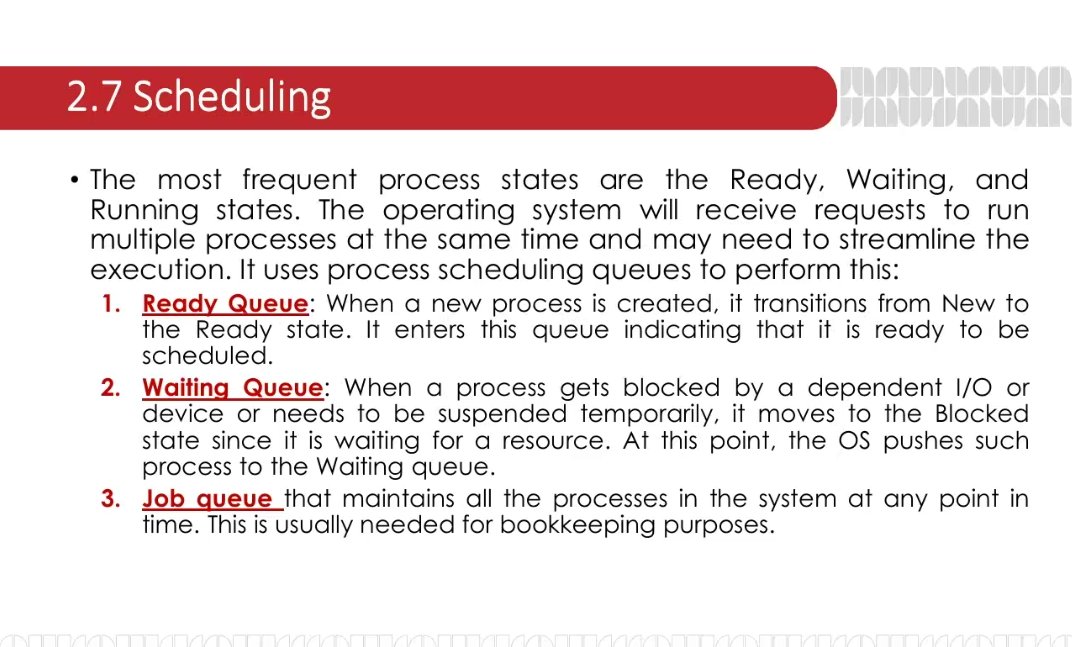 2.7 Scheduling
• The most frequent process states are the Ready, Waiting, and
Running states. The operating system will receive requests to run
multiple processes at the same time and may need to streamline the
execution. It uses process scheduling queues to perform this:
1. Ready Queue: When a new process is created, it transitions from New to
the Ready state. It enters this queue indicating that it is ready to be
scheduled.
2. Waiting Queue: When a process gets blocked by a dependent I/O or
device or needs to be suspended temporarily, it moves to the Blocked
state since it is waiting for a resource. At this point, the OS pushes such
process to the Waiting queue.
3. Job queue that maintains all the processes in the system at any point in
time. This is usually needed for bookkeeping purposes.